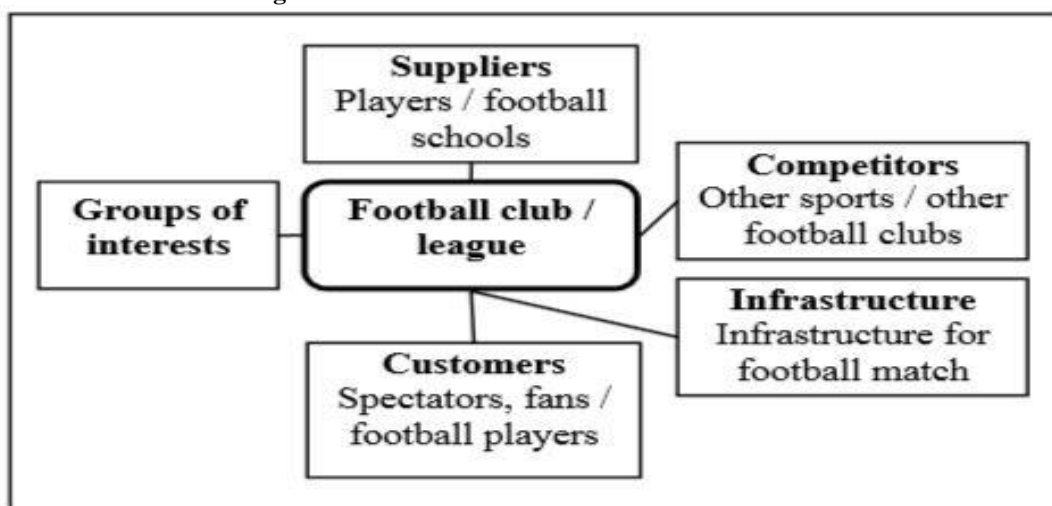 Suppliers
Players / football
schools
Groups of
interests
Football club /
league
Competitors
Other sports / other
football clubs
Infrastructure
Infrastructure for
football match
Customers
Spectators, fans /
football players